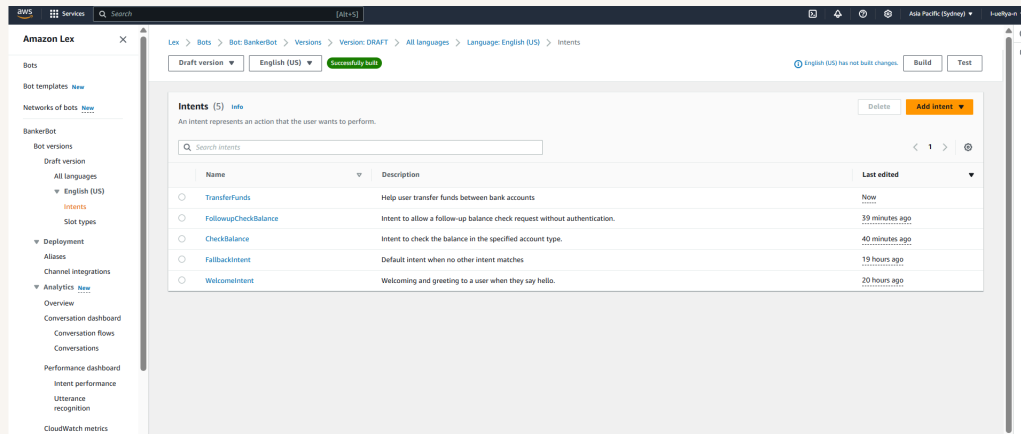 aws Services Search [Alt+S] Asia Pacific (Sydney)
Amazon Lex
Bots
Bot templates New
Networks of bots New
BankerBot
Bot versions
Draft version
All languages
English (US)
Intents
Slot types
Deployment
Aliases
Channel integrations
Analytics New
Overview
Conversation dashboard
Conversation flows
Conversations
Performance dashboard
Intent performance
Utterance
recognition
CloudWatch metrics
Lex > Bots > Bot: BankerBot > Versions > Version: DRAFT > All languages > Language: English (US) > Intents
Draft version English (US) Successfully built English (US) has not built changes. Build Test
Intents (5) Info Delete Add intent
An intent represents an action that the user wants to perform.
Search intents < 1 >
Name Description Last edited
TransferFunds Help user transfer funds between bank accounts Now
FollowupCheckBalance Intent to allow a follow-up balance check request without authentication. 39 minutes ago
CheckBalance Intent to check the balance in the specified account type. 40 minutes ago
FallbackIntent Default intent when no other intent matches 19 hours ago
WelcomeIntent Welcoming and greeting to a user when they say hello. 20 hours ago